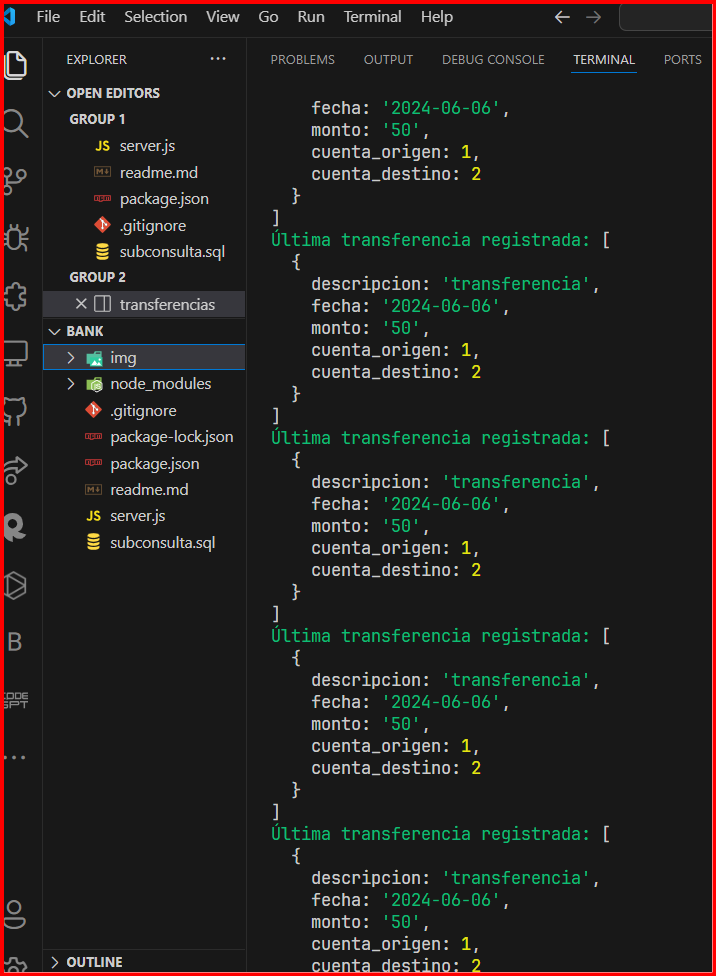 File Edit Selection View Go Run Terminal Help
EXPLORER
OPEN EDITORS
GROUP 1
JS server.js
readme.md
package.json
.gitignore
subconsulta.sql
GROUP 2
transferencias
BANK
img
node_modules
.gitignore
package-lock.json
package.json
readme.md
JS server.js
subconsulta.sql
OUTLINE
B
CODE
GPT
PROBLEMS OUTPUT DEBUG CONSOLE TERMINAL PORTS
fecha: '2024-06-06',
monto: '50',
cuenta_origen: 1,
cuenta_destino: 2
}
]
Última transferencia registrada: [
{
descripcion: 'transferencia',
fecha: '2024-06-06',
monto: '50',
cuenta_origen: 1,
cuenta_destino: 2
}
]
Última transferencia registrada: [
{
descripcion: 'transferencia',
fecha: '2024-06-06',
monto: '50',
cuenta_origen: 1,
cuenta_destino: 2
}
]
Última transferencia registrada: [
{
descripcion: 'transferencia',
fecha: '2024-06-06',
monto: '50',
cuenta_origen: 1,
cuenta_destino: 2
}
]
Última transferencia registrada: [
{
descripcion: 'transferencia',
fecha: '2024-06-06',
monto: '50',
cuenta_origen: 1,
cuenta_destino: 2